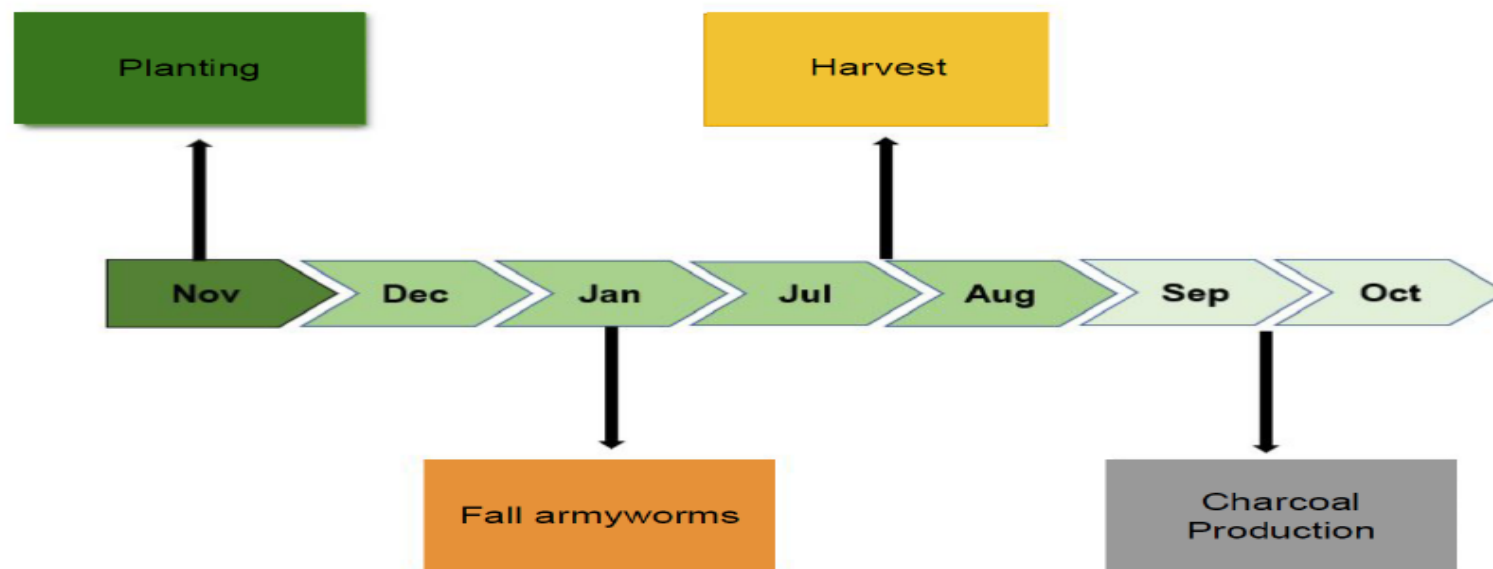 Planting
Harvest
Nov
Dec
Jan
Jul
Aug
Sep
Oct
Fall armyworms
Charcoal
Production